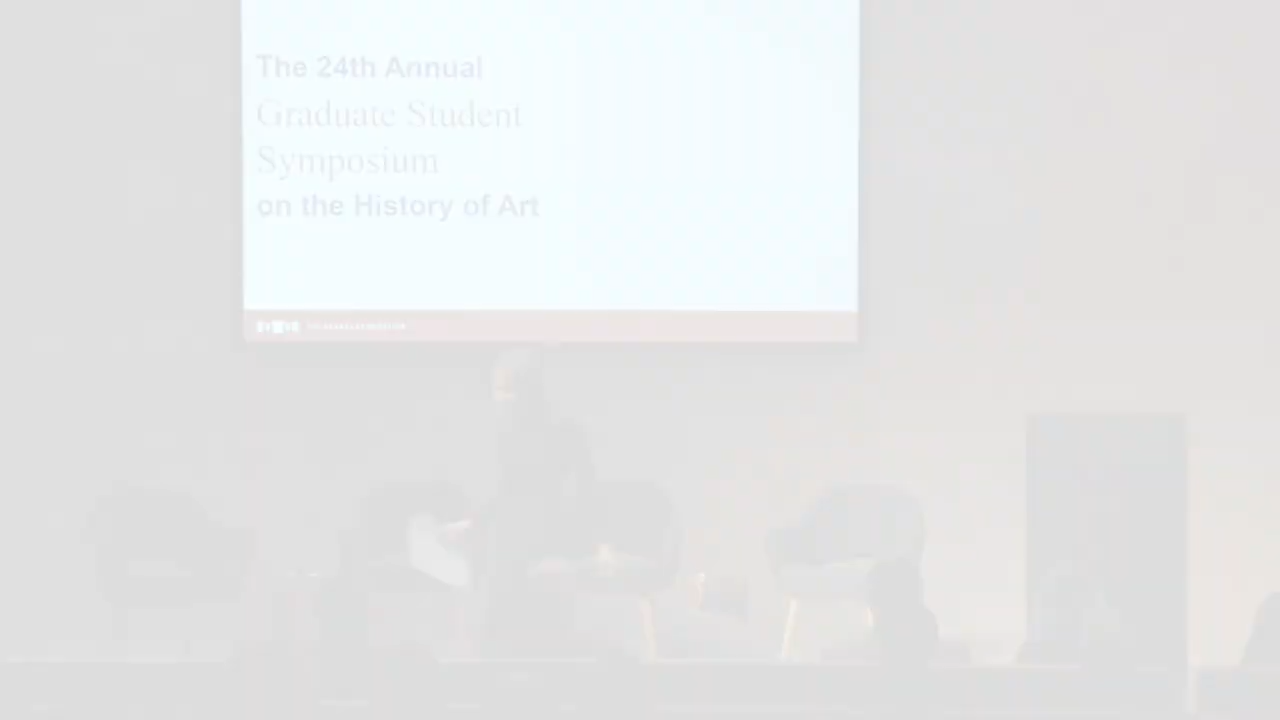 The 24th Annual
Graduate Student
Symposium
on the History of Art